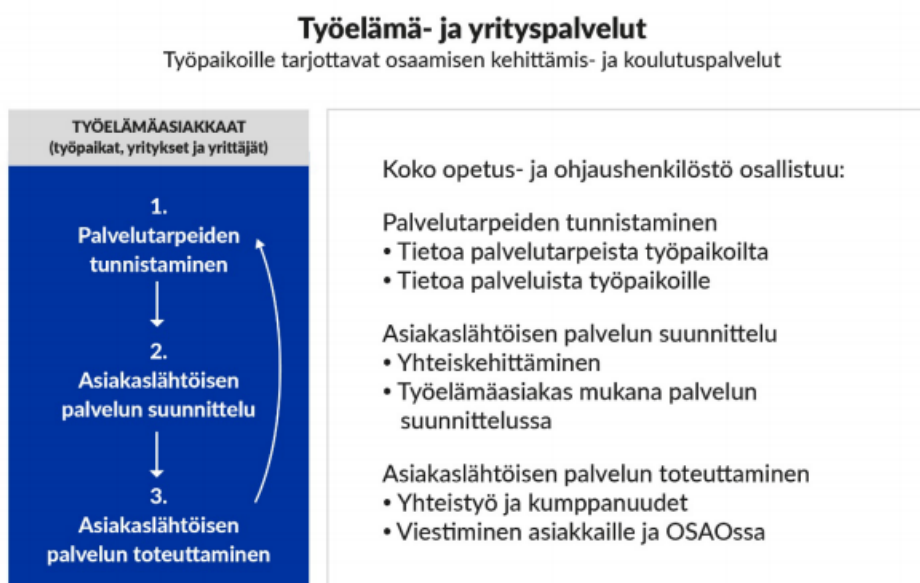 Työelämä- ja yrityspalvelut
Työpaikoille tarjottavat osaamisen kehittämis- ja koulutuspalvelut
TYÖELÄMÄASIAKKAAT
(työpaikat, yritykset ja yrittäjät)
1.
Palvelutarpeiden
tunnistaminen
2.
Asiakaslähtöisen
palvelun suunnittelu
3.
Asiakaslähtöisen
palvelun toteuttaminen
Koko opetus- ja ohjaushenkilöstö osallistuu:
Palvelutarpeiden tunnistaminen
• Tietoa palvelutarpeista työpaikoilta
• Tietoa palveluista työpaikoille
Asiakaslähtöisen palvelun suunnittelu
• Yhteiskehittäminen
• Työelämäasiakas mukana palvelun
suunnittelussa
Asiakaslähtöisen palvelun toteuttaminen
• Yhteistyö ja kumppanuudet
• Viestiminen asiakkaille ja OSAOssa